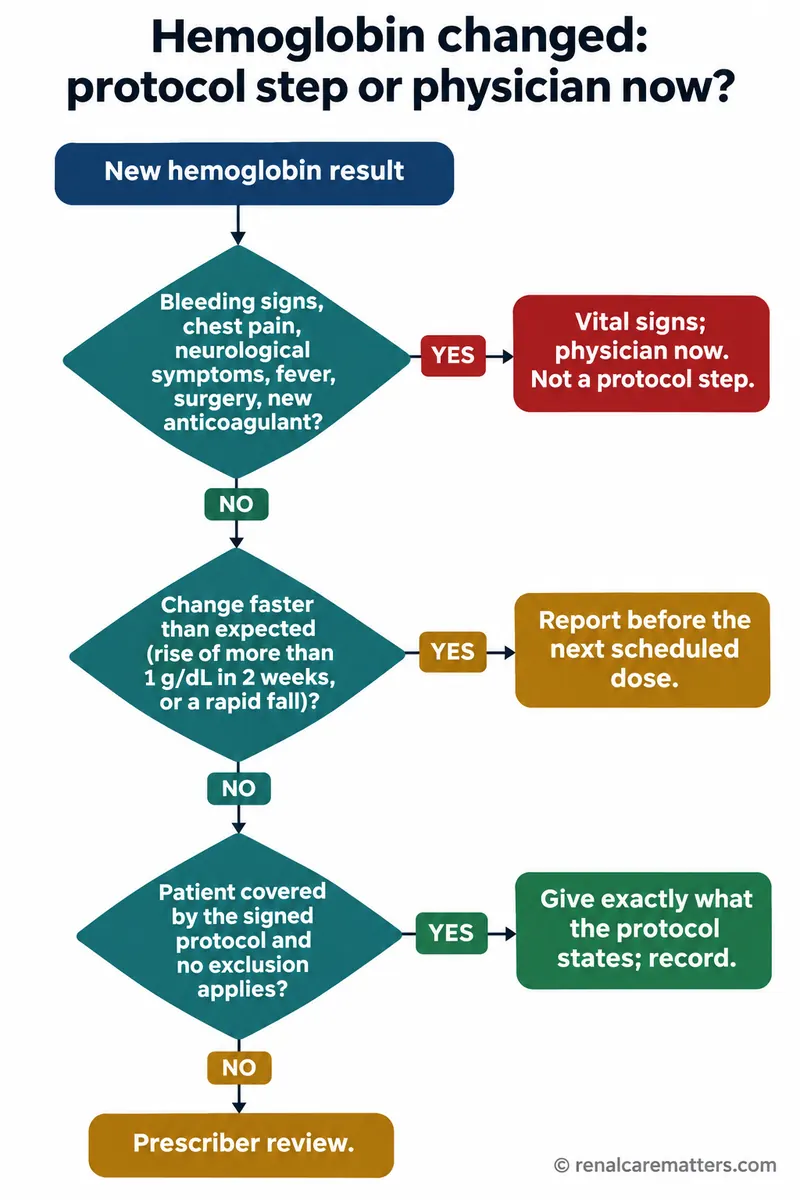 Hemoglobin changed:
protocol step or physician now?
New hemoglobin result
Bleeding signs,
chest pain,
neurological
symptoms, fever,
surgery, new
anticoagulant?
YES
Vital signs;
physician now.
Not a protocol step.
NO
Change faster
than expected
(rise of more than
1 g/dL in 2 weeks,
or a rapid fall)?
YES
Report before the
next scheduled
dose.
NO
Patient covered
by the signed
protocol and
no exclusion
applies?
YES
Give exactly what
the protocol
states; record.
NO
Prescriber review.
© renalcarematters.com